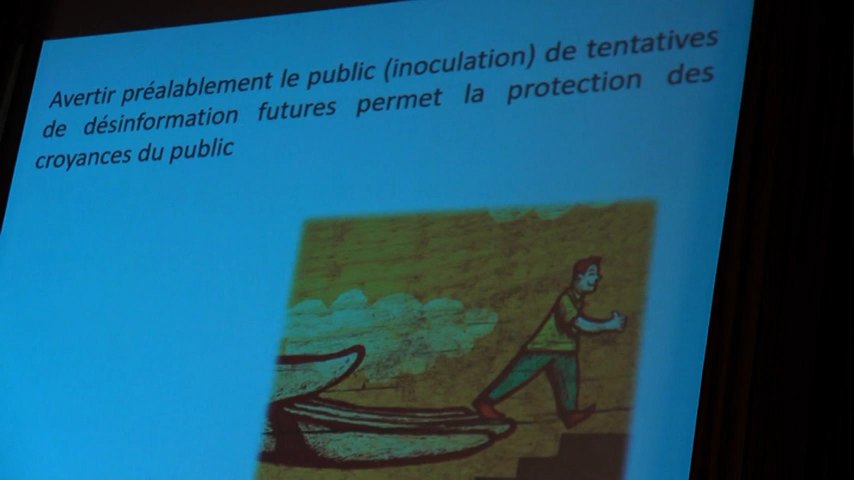 Avertir préalablement le public (inoculation) de tentatives
de désinformation futures permet la protection des
croyances du public